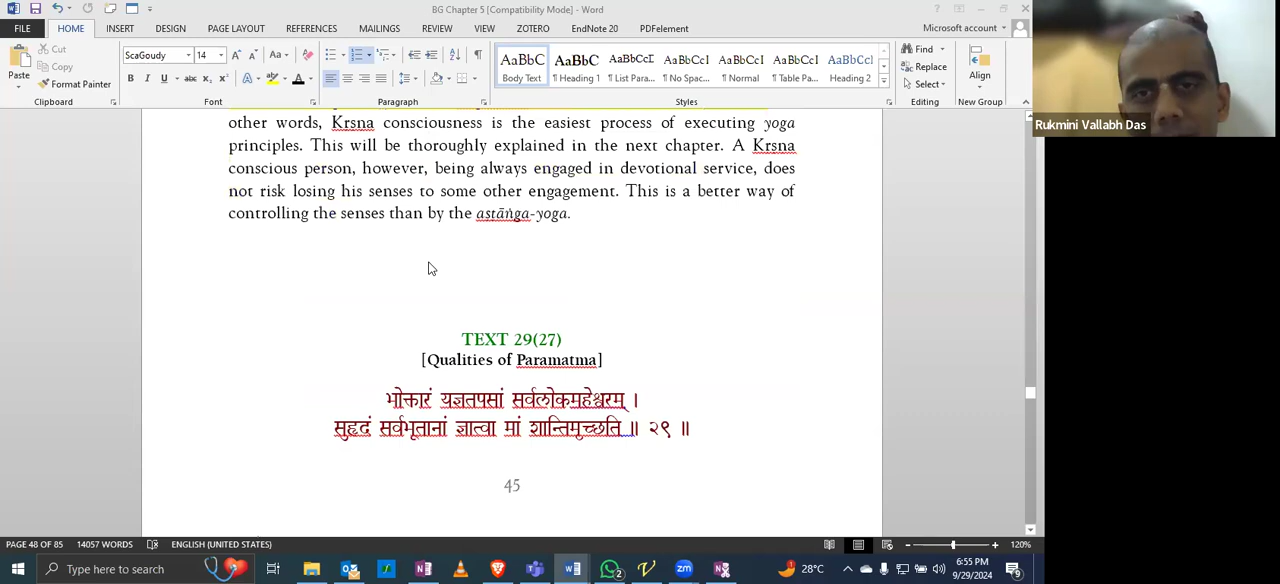 BG Chapter 5 [Compatibility Mode] - Word
FILE HOME INSERT DESIGN PAGE LAYOUT REFERENCES MAILINGS REVIEW VIEW ZOTERO EndNote 20 PDFelement Microsoft account
Paste
Cut
Copy
Format Painter
Clipboard
ScaGoudy 14
Font
Paragraph
AaBbC Body Text
AaBbC ¶ Heading 1
AaBbCcD ¶ List Para...
AaBbCcI ¶ No Spac...
AaBbCcI ¶ Normal
AaBbCcI ¶ Table Pa...
AaBbCcI Heading 2
Styles
Find
Replace
Select
Editing
Align
New Group
Rukmini Vallabh Das
other words, Krsna consciousness is the easiest process of executing yoga
principles. This will be thoroughly explained in the next chapter. A Krsna
conscious person, however, being always engaged in devotional service, does
not risk losing his senses to some other engagement. This is a better way of
controlling the senses than by the astāṅga-yoga.
TEXT 29(27)
[Qualities of Paramatma]
भोक्तारं यज्ञतपसां सर्वलोकमहेश्वरम् ।
सुहृदं सर्वभूतानां ज्ञात्वा मां शान्तिमृच्छति ॥ २९ ॥
45
PAGE 48 OF 85 14057 WORDS ENGLISH (UNITED STATES) 120%
Type here to search
28°C
6:55 PM
9/29/2024